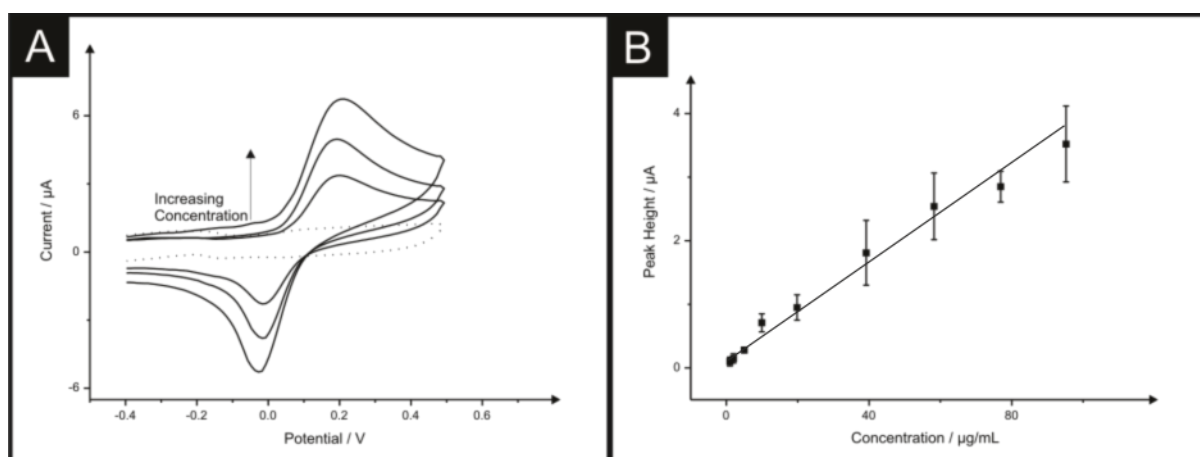 A
6
0
-6
Current / µA
Increasing
Concentration
-0.4
-0.2
0.0
0.2
0.4
0.6
Potential / V
B
4
2
0
Peak Height / µA
0
40
80
Concentration / µg/mL